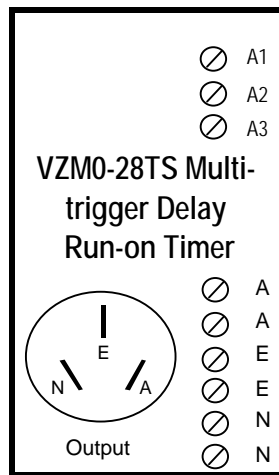 A1
A2
A3
VZM0-28TS Multi-
trigger Delay
Run-on Timer
A
A
E
E
N
N
E
N A
Output